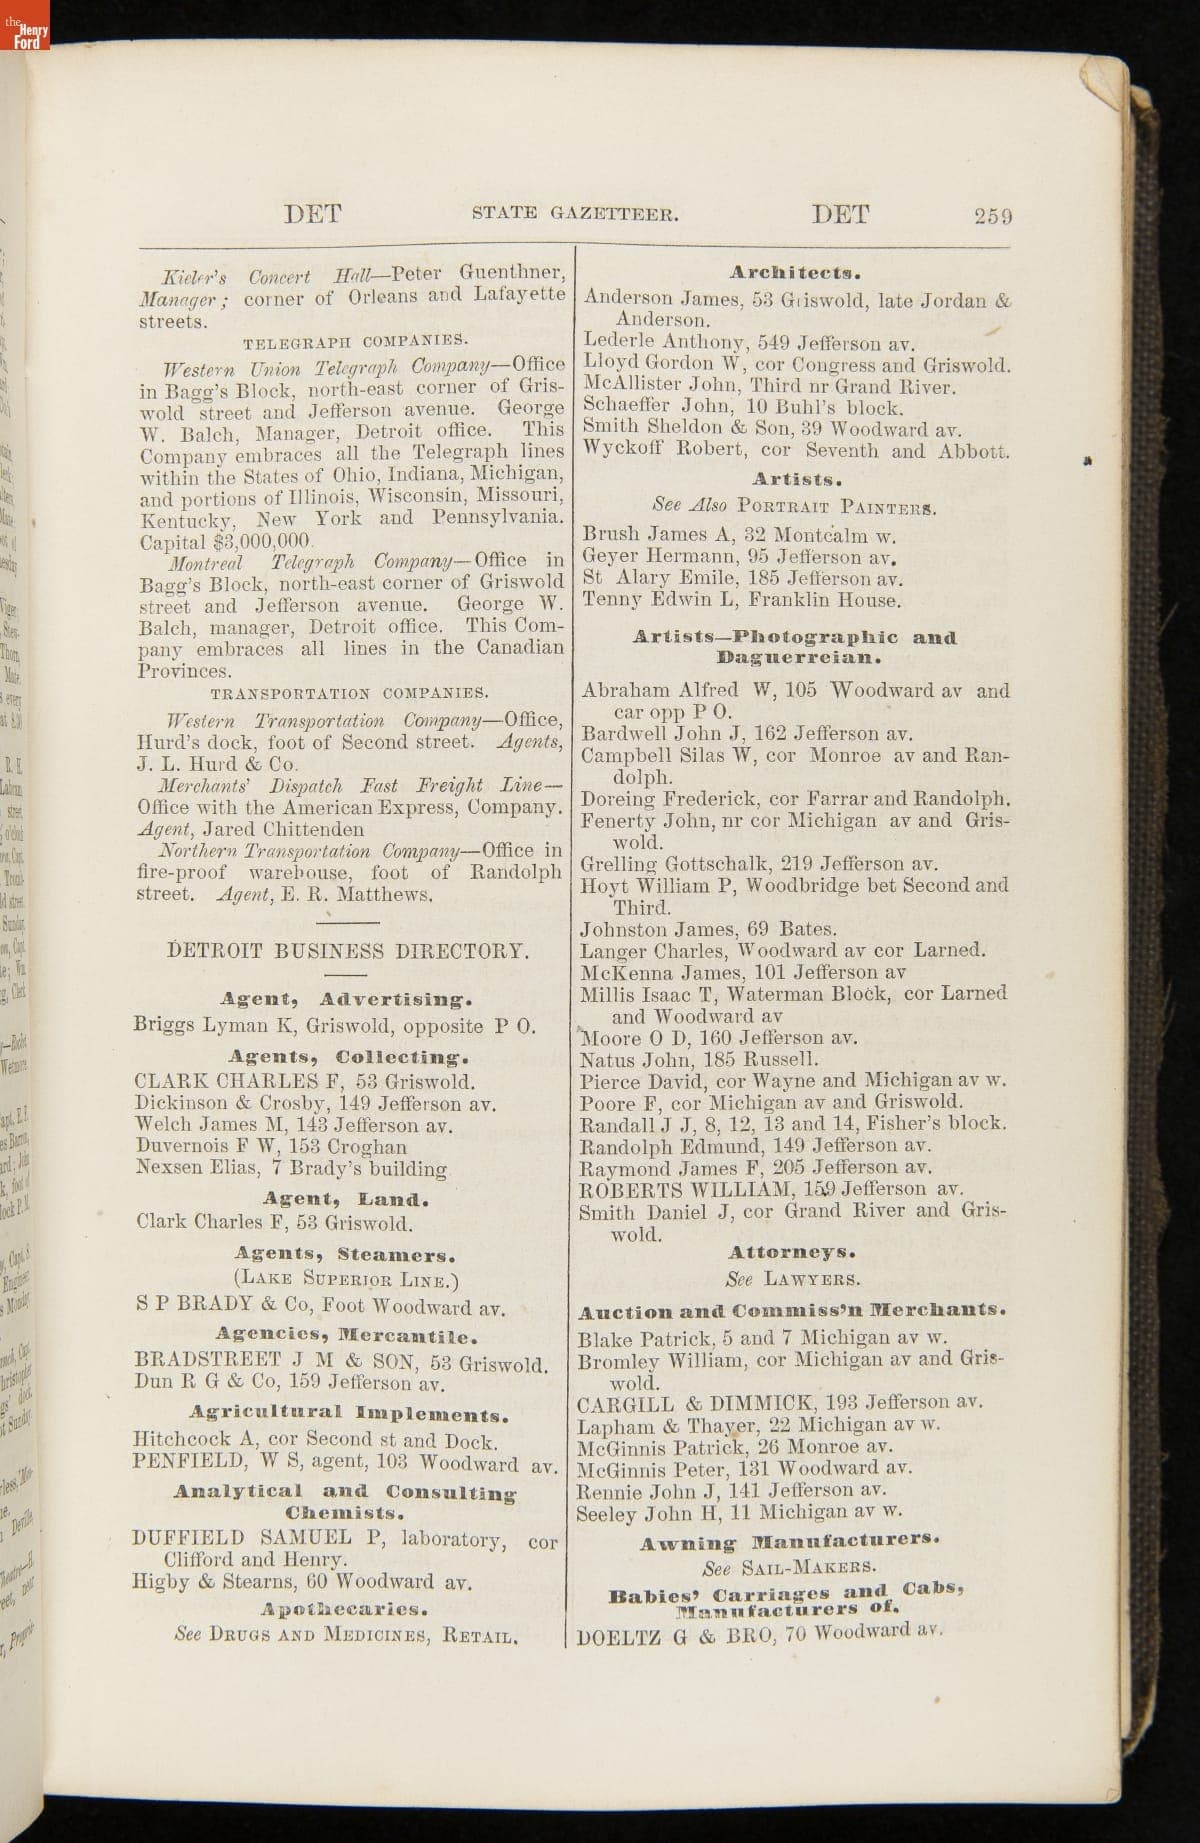 the
Henry
Ford
DET STATE GAZETTEER. DET 259
Kieler's Concert Hall—Peter Guenthner,
Manager; corner of Orleans and Lafayette
streets.
TELEGRAPH COMPANIES.
Western Union Telegraph Company—Office
in Bagg's Block, north-east corner of Gris-
wold street and Jefferson avenue. George
W. Balch, Manager, Detroit office. This
Company embraces all the Telegraph lines
within the States of Ohio, Indiana, Michigan,
and portions of Illinois, Wisconsin, Missouri,
Kentucky, New York and Pennsylvania.
Capital $3,000,000.
Montreal Telegraph Company—Office in
Bagg's Block, north-east corner of Griswold
street and Jefferson avenue. George W.
Balch, manager, Detroit office. This Com-
pany embraces all lines in the Canadian
Provinces.
TRANSPORTATION COMPANIES.
Western Transportation Company—Office,
Hurd's dock, foot of Second street. Agents,
J. L. Hurd & Co.
Merchants' Dispatch Fast Freight Line—
Office with the American Express, Company.
Agent, Jared Chittenden
Northern Transportation Company—Office in
fire-proof warehouse, foot of Randolph
street. Agent, E. R. Matthews.
DETROIT BUSINESS DIRECTORY.
Agent, Advertising.
Briggs Lyman K, Griswold, opposite P O.
Agents, Collecting.
CLARK CHARLES F, 53 Griswold.
Dickinson & Crosby, 149 Jefferson av.
Welch James M, 143 Jefferson av.
Duvernois F W, 153 Croghan
Nexsen Elias, 7 Brady's building
Agent, Land.
Clark Charles F, 53 Griswold.
Agents, Steamers.
(LAKE SUPERIOR LINE.)
S P BRADY & Co, Foot Woodward av.
Agencies, Mercantile.
BRADSTREET J M & SON, 53 Griswold.
Dun R G & Co, 159 Jefferson av.
Agricultural Implements.
Hitchcock A, cor Second st and Dock.
PENFIELD, W S, agent, 103 Woodward av.
Analytical and Consulting
Chemists.
DUFFIELD SAMUEL P, laboratory, cor
Clifford and Henry.
Higby & Stearns, 60 Woodward av.
Apothecaries.
See DRUGS AND MEDICINES, RETAIL.
Architects.
Anderson James, 53 Griswold, late Jordan &
Anderson.
Lederle Anthony, 549 Jefferson av.
Lloyd Gordon W, cor Congress and Griswold.
McAllister John, Third nr Grand River.
Schaeffer John, 10 Buhl's block.
Smith Sheldon & Son, 39 Woodward av.
Wyckoff Robert, cor Seventh and Abbott.
Artists.
See Also PORTRAIT PAINTERS.
Brush James A, 32 Montcalm w.
Geyer Hermann, 95 Jefferson av.
St Alary Emile, 185 Jefferson av.
Tenny Edwin L, Franklin House.
Artists—Photographic and
Daguerreian.
Abraham Alfred W, 105 Woodward av and
car opp P O.
Bardwell John J, 162 Jefferson av.
Campbell Silas W, cor Monroe av and Ran-
dolph.
Doreing Frederick, cor Farrar and Randolph.
Fenerty John, nr cor Michigan av and Gris-
wold.
Grelling Gottschalk, 219 Jefferson av.
Hoyt William P, Woodbridge bet Second and
Third.
Johnston James, 69 Bates.
Langer Charles, Woodward av cor Larned.
McKenna James, 101 Jefferson av
Millis Isaac T, Waterman Block, cor Larned
and Woodward av
Moore O D, 160 Jefferson av.
Natus John, 185 Russell.
Pierce David, cor Wayne and Michigan av w.
Poore F, cor Michigan av and Griswold.
Randall J J, 8, 12, 13 and 14, Fisher's block.
Randolph Edmund, 149 Jefferson av.
Raymond James F, 205 Jefferson av.
ROBERTS WILLIAM, 159 Jefferson av.
Smith Daniel J, cor Grand River and Gris-
wold.
Attorneys.
See LAWYERS.
Auction and Commiss'n Merchants.
Blake Patrick, 5 and 7 Michigan av w.
Bromley William, cor Michigan av and Gris-
wold.
CARGILL & DIMMICK, 193 Jefferson av.
Lapham & Thayer, 22 Michigan av w.
McGinnis Patrick, 26 Monroe av.
McGinnis Peter, 131 Woodward av.
Rennie John J, 141 Jefferson av.
Seeley John H, 11 Michigan av w.
Awning Manufacturers.
See SAIL-MAKERS.
Babies' Carriages and Cabs,
Manufacturers of.
DOELTZ G & BRO, 70 Woodward av.